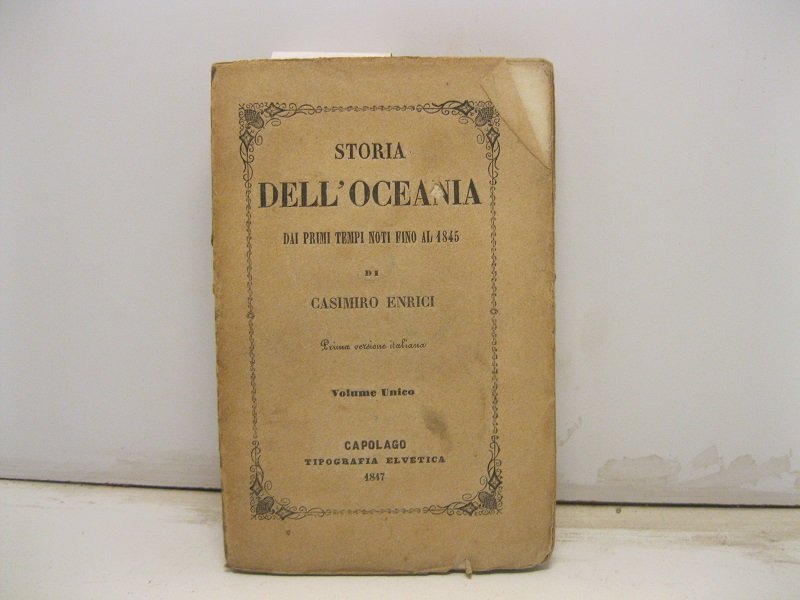 STORIA
DELL'OCEANIA
DAI PRIMI TEMPI NOTI FINO AL 1845
DI
CASIMIRO ENRICI
Prima versione italiana
Volume Unico
CAPOLAGO
TIPOGRAFIA ELVETICA
1847